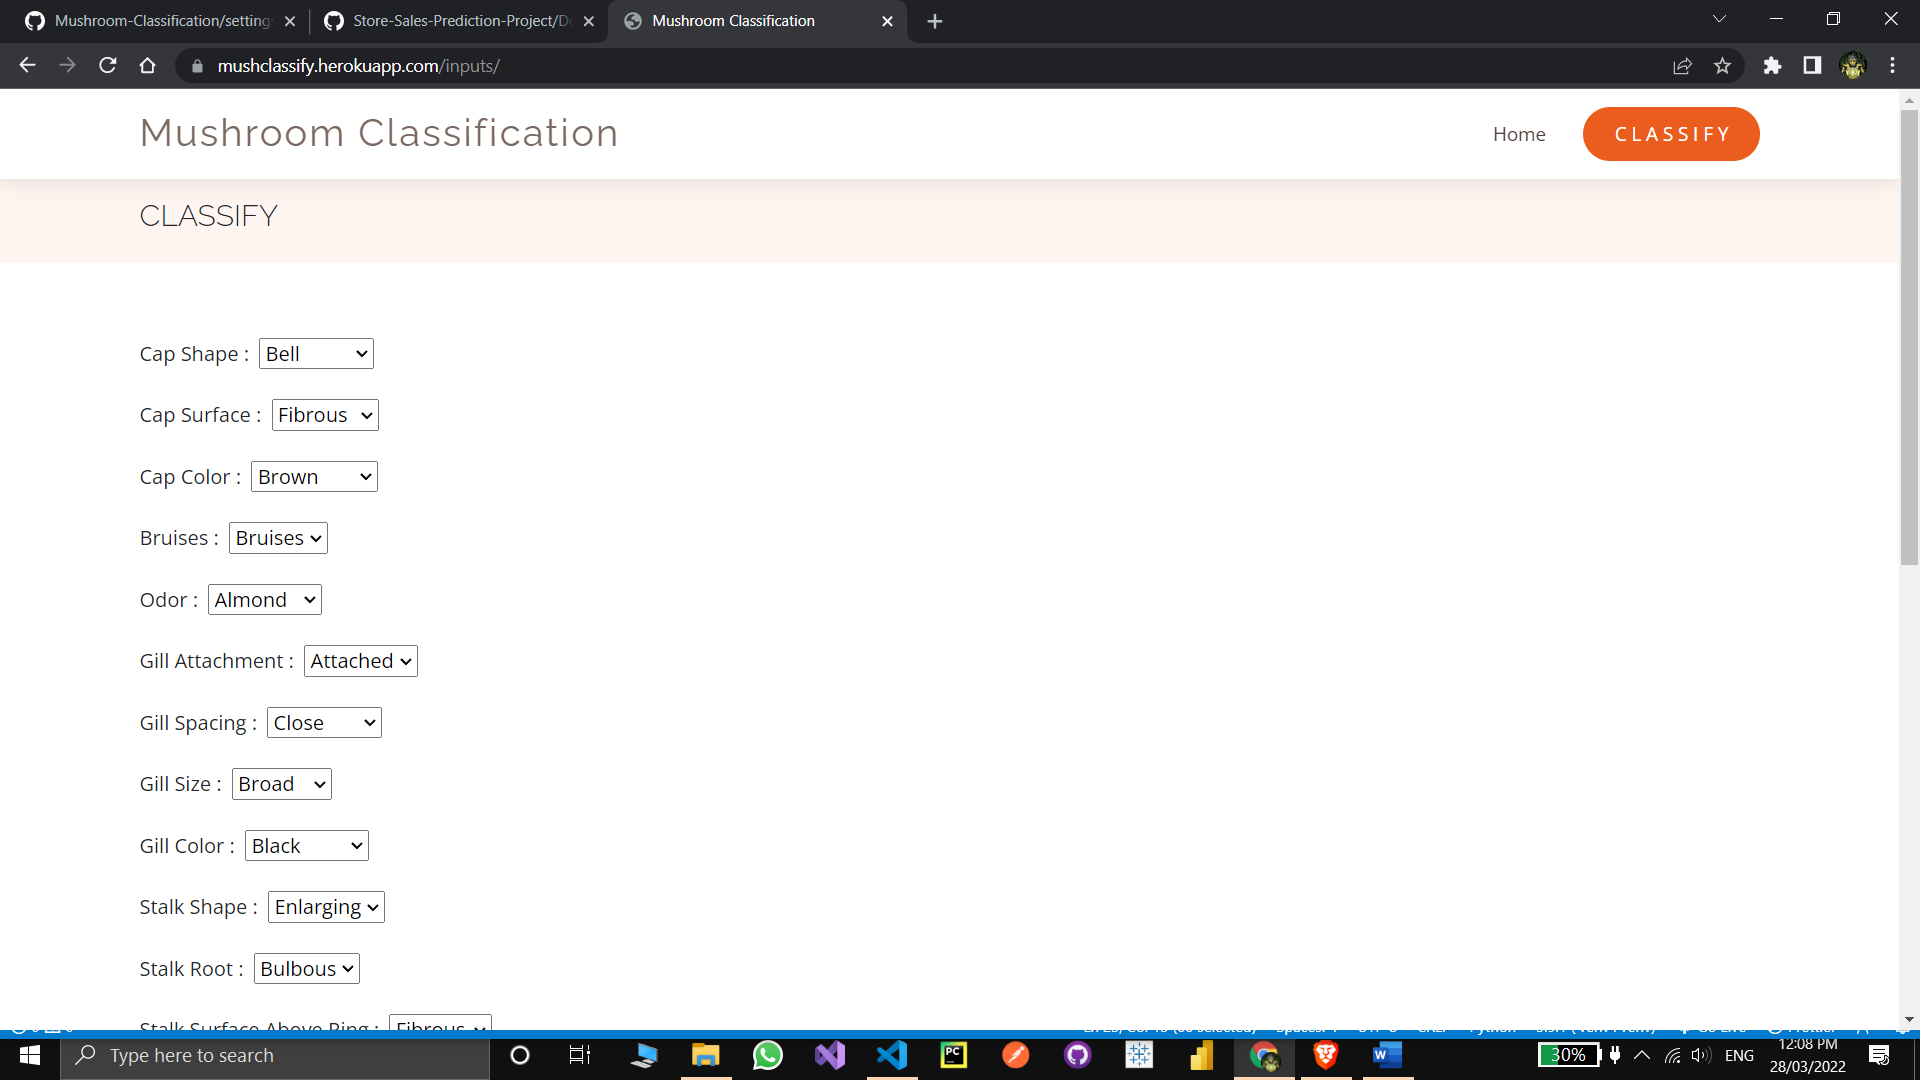 Mushroom-Classification/setting
Store-Sales-Prediction-Project/D
Mushroom Classification
mushclassify.herokuapp.com/inputs/
Mushroom Classification
Home
CLASSIFY
CLASSIFY
Cap Shape : Bell
Cap Surface : Fibrous
Cap Color : Brown
Bruises : Bruises
Odor : Almond
Gill Attachment : Attached
Gill Spacing : Close
Gill Size : Broad
Gill Color : Black
Stalk Shape : Enlarging
Stalk Root : Bulbous
Stalk Surface Above Ring : Fibrous
Type here to search
PC
W
30%
ENG
12:08 PM
28/03/2022